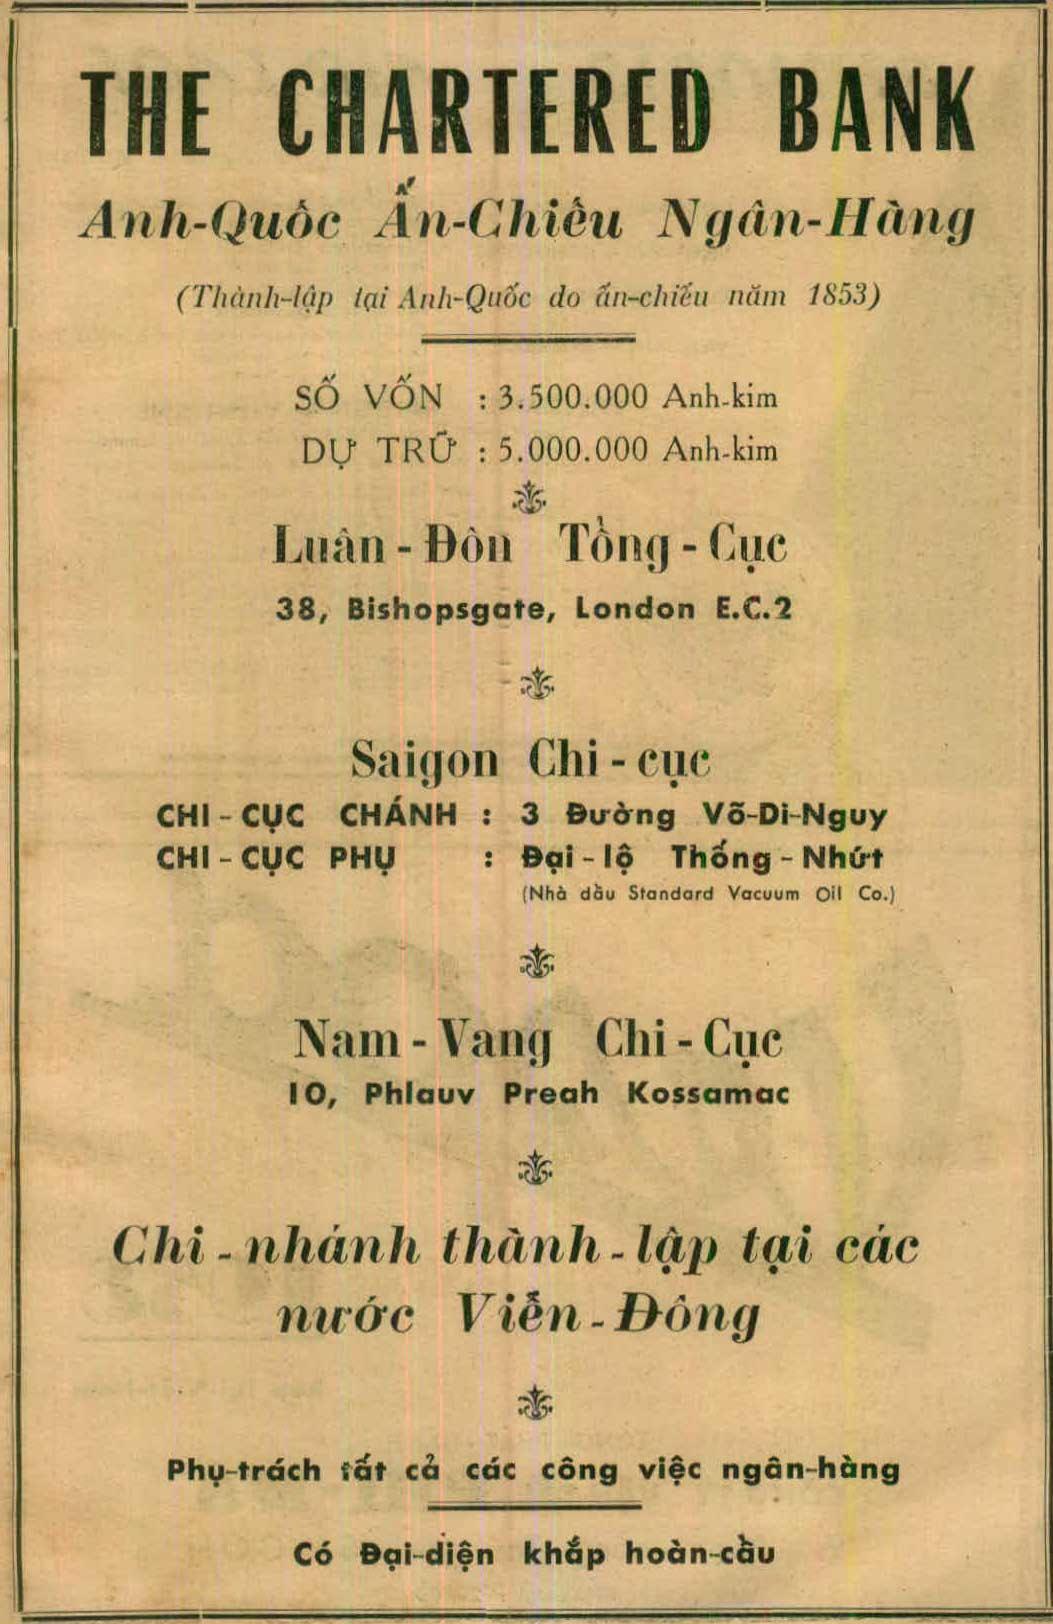 THE CHARTERED BANK
Anh-Quôc Ấn-Chiêu Ngân-Hàng
(Thành-lập tại Anh-Quốc do ấn-chiếu năm 1853)
SỐ VỐN : 3.500.000 Anh-kim
DỰ TRỮ : 5.000.000 Anh-kim
Luân - Đôn Tổng - Cục
38, Bishopsgate, London E.C.2
Saigon Chi - cục
CHI - CỤC CHÁNH : 3 Đường Võ-Di-Nguy
CHI - CỤC PHỤ : Đại - lộ Thống - Nhứt
(Nhà dầu Standard Vacuum Oil Co.)
Nam - Vang Chi - Cục
10, Phlauv Preah Kossamac
Chi - nhánh thành - lập tại các
nước Viễn - Đông
Phụ-trách tất cả các công việc ngân-hàng
Có Đại-diện khắp hoàn-cầu